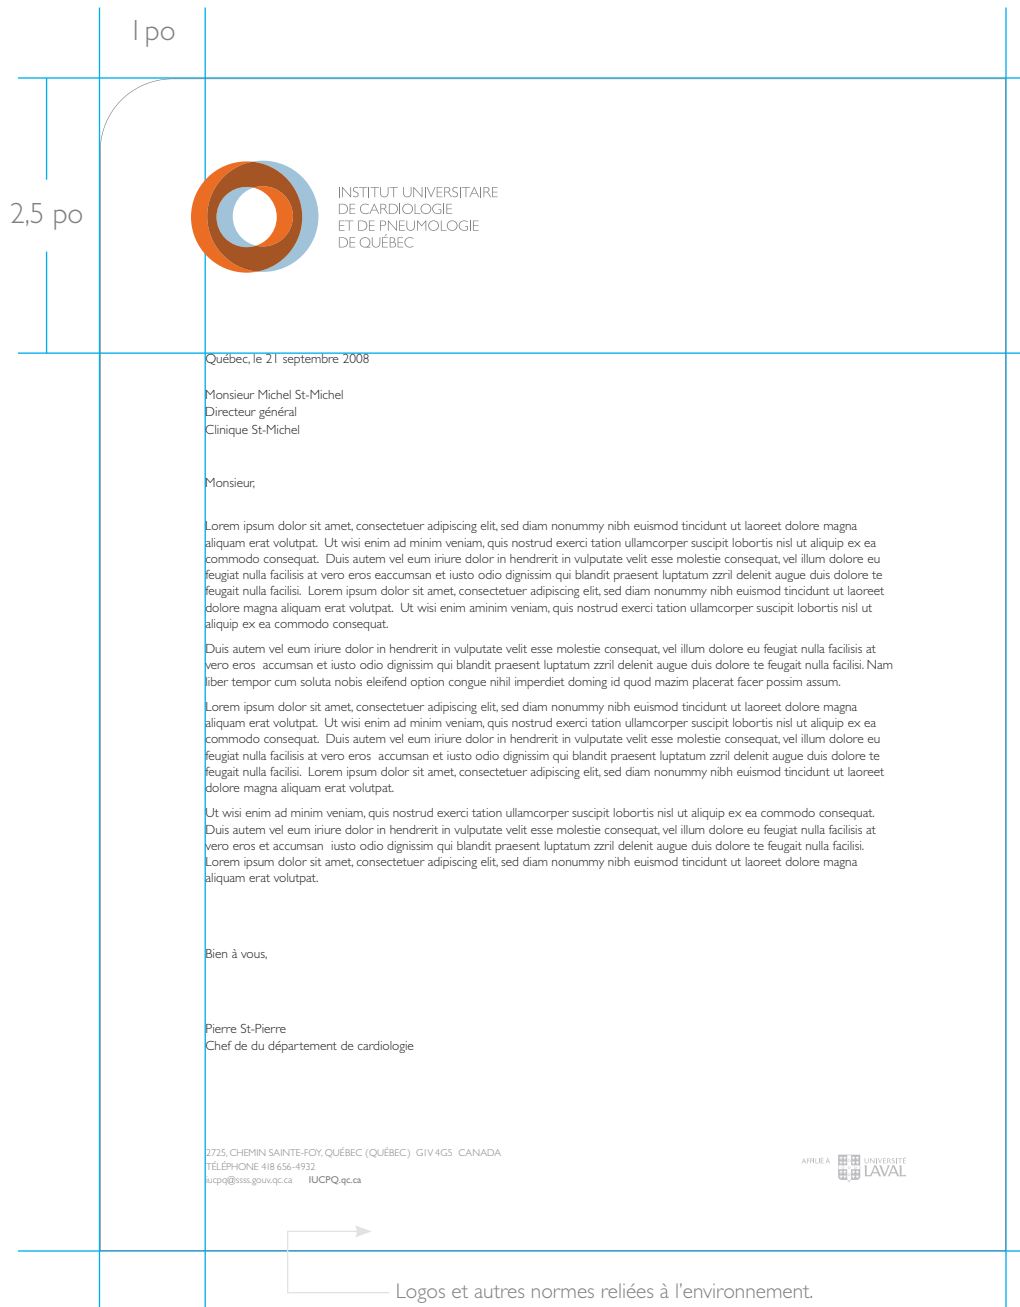 1 po
2,5 po
INSTITUT UNIVERSITAIRE
DE CARDIOLOGIE
ET DE PNEUMOLOGIE
DE QUÉBEC
Québec, le 21 septembre 2008
Monsieur Michel St-Michel
Directeur général
Clinique St-Michel
Monsieur,
Lorem ipsum dolor sit amet, consectetuer adipiscing elit, sed diam nonummy nibh euismod tincidunt ut laoreet dolore magna
aliquam erat volutpat. Ut wisi enim ad minim veniam, quis nostrud exerci tation ullamcorper suscipit lobortis nisl ut aliquip ex ea
commodo consequat. Duis autem vel eum iriure dolor in hendrerit in vulputate velit esse molestie consequat, vel illum dolore eu
feugiat nulla facilisis at vero eros eaccumsan et iusto odio dignissim qui blandit praesent luptatum zzril delenit augue duis dolore te
feugait nulla facilisi. Lorem ipsum dolor sit amet, consectetuer adipiscing elit, sed diam nonummy nibh euismod tincidunt ut laoreet
dolore magna aliquam erat volutpat. Ut wisi enim aminim veniam, quis nostrud exerci tation ullamcorper suscipit lobortis nisl ut
aliquip ex ea commodo consequat.
Duis autem vel eum iriure dolor in hendrerit in vulputate velit esse molestie consequat, vel illum dolore eu feugiat nulla facilisis at
vero eros accumsan et iusto odio dignissim qui blandit praesent luptatum zzril delenit augue duis dolore te feugait nulla facilisi. Nam
liber tempor cum soluta nobis eleifend option congue nihil imperdiet doming id quod mazim placerat facer possim assum.
Lorem ipsum dolor sit amet, consectetuer adipiscing elit, sed diam nonummy nibh euismod tincidunt ut laoreet dolore magna
aliquam erat volutpat. Ut wisi enim ad minim veniam, quis nostrud exerci tation ullamcorper suscipit lobortis nisl ut aliquip ex ea
commodo consequat. Duis autem vel eum iriure dolor in hendrerit in vulputate velit esse molestie consequat, vel illum dolore eu
feugiat nulla facilisis at vero eros accumsan et iusto odio dignissim qui blandit praesent luptatum zzril delenit augue duis dolore te
feugait nulla facilisi. Lorem ipsum dolor sit amet, consectetuer adipiscing elit, sed diam nonummy nibh euismod tincidunt ut laoreet
dolore magna aliquam erat volutpat.
Ut wisi enim ad minim veniam, quis nostrud exerci tation ullamcorper suscipit lobortis nisl ut aliquip ex ea commodo consequat.
Duis autem vel eum iriure dolor in hendrerit in vulputate velit esse molestie consequat, vel illum dolore eu feugiat nulla facilisis at
vero eros et accumsan iusto odio dignissim qui blandit praesent luptatum zzril delenit augue duis dolore te feugait nulla facilisi.
Lorem ipsum dolor sit amet, consectetuer adipiscing elit, sed diam nonummy nibh euismod tincidunt ut laoreet dolore magna
aliquam erat volutpat.
Bien à vous,
Pierre St-Pierre
Chef de du département de cardiologie
2725, CHEMIN SAINTE-FOY, QUÉBEC (QUÉBEC) G1V 4G5 CANADA
TÉLÉPHONE 418 656-4932
iucpq@ssss.gouv.qc.ca IUCPQ.qc.ca
AFFILIÉ À UNIVERSITÉ
LAVAL
Logos et autres normes reliées à l'environnement.